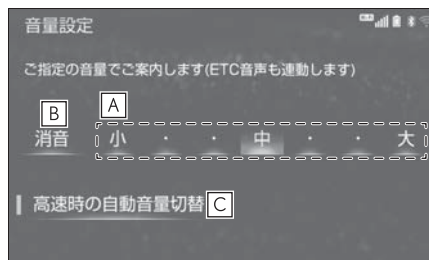 音量設定
ご指定の音量でご案内します(ETC音声も連動します)
B A
消音 小 ・ ・ 中 ・ ・ 大
高速時の自動音量切替 C